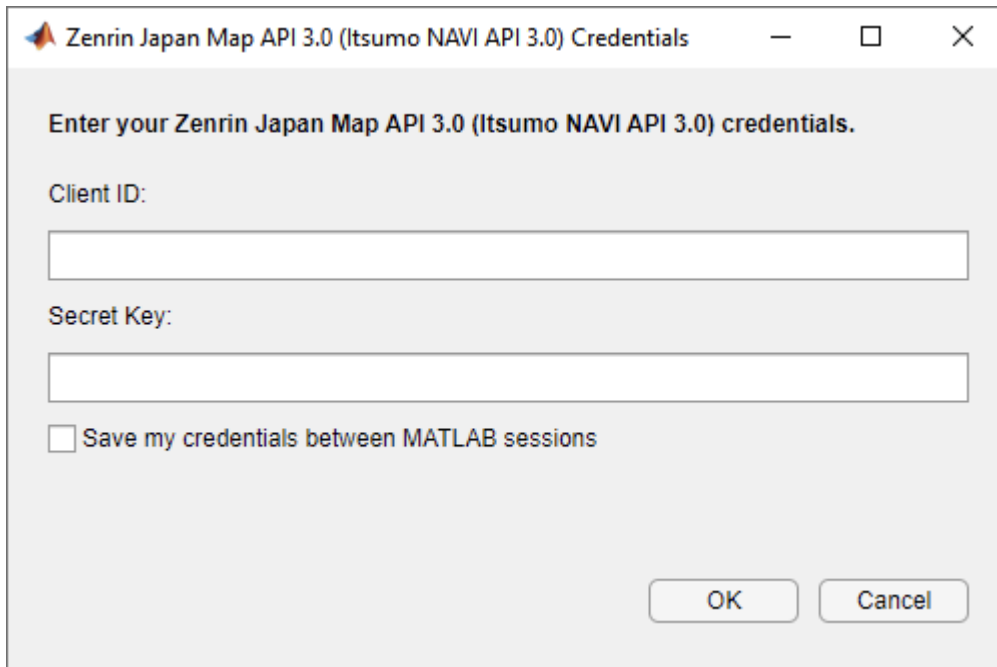 Zenrin Japan Map API 3.0 (Itsumo NAVI API 3.0) Credentials
Enter your Zenrin Japan Map API 3.0 (Itsumo NAVI API 3.0) credentials.
Client ID:
Secret Key:
Save my credentials between MATLAB sessions
OK Cancel